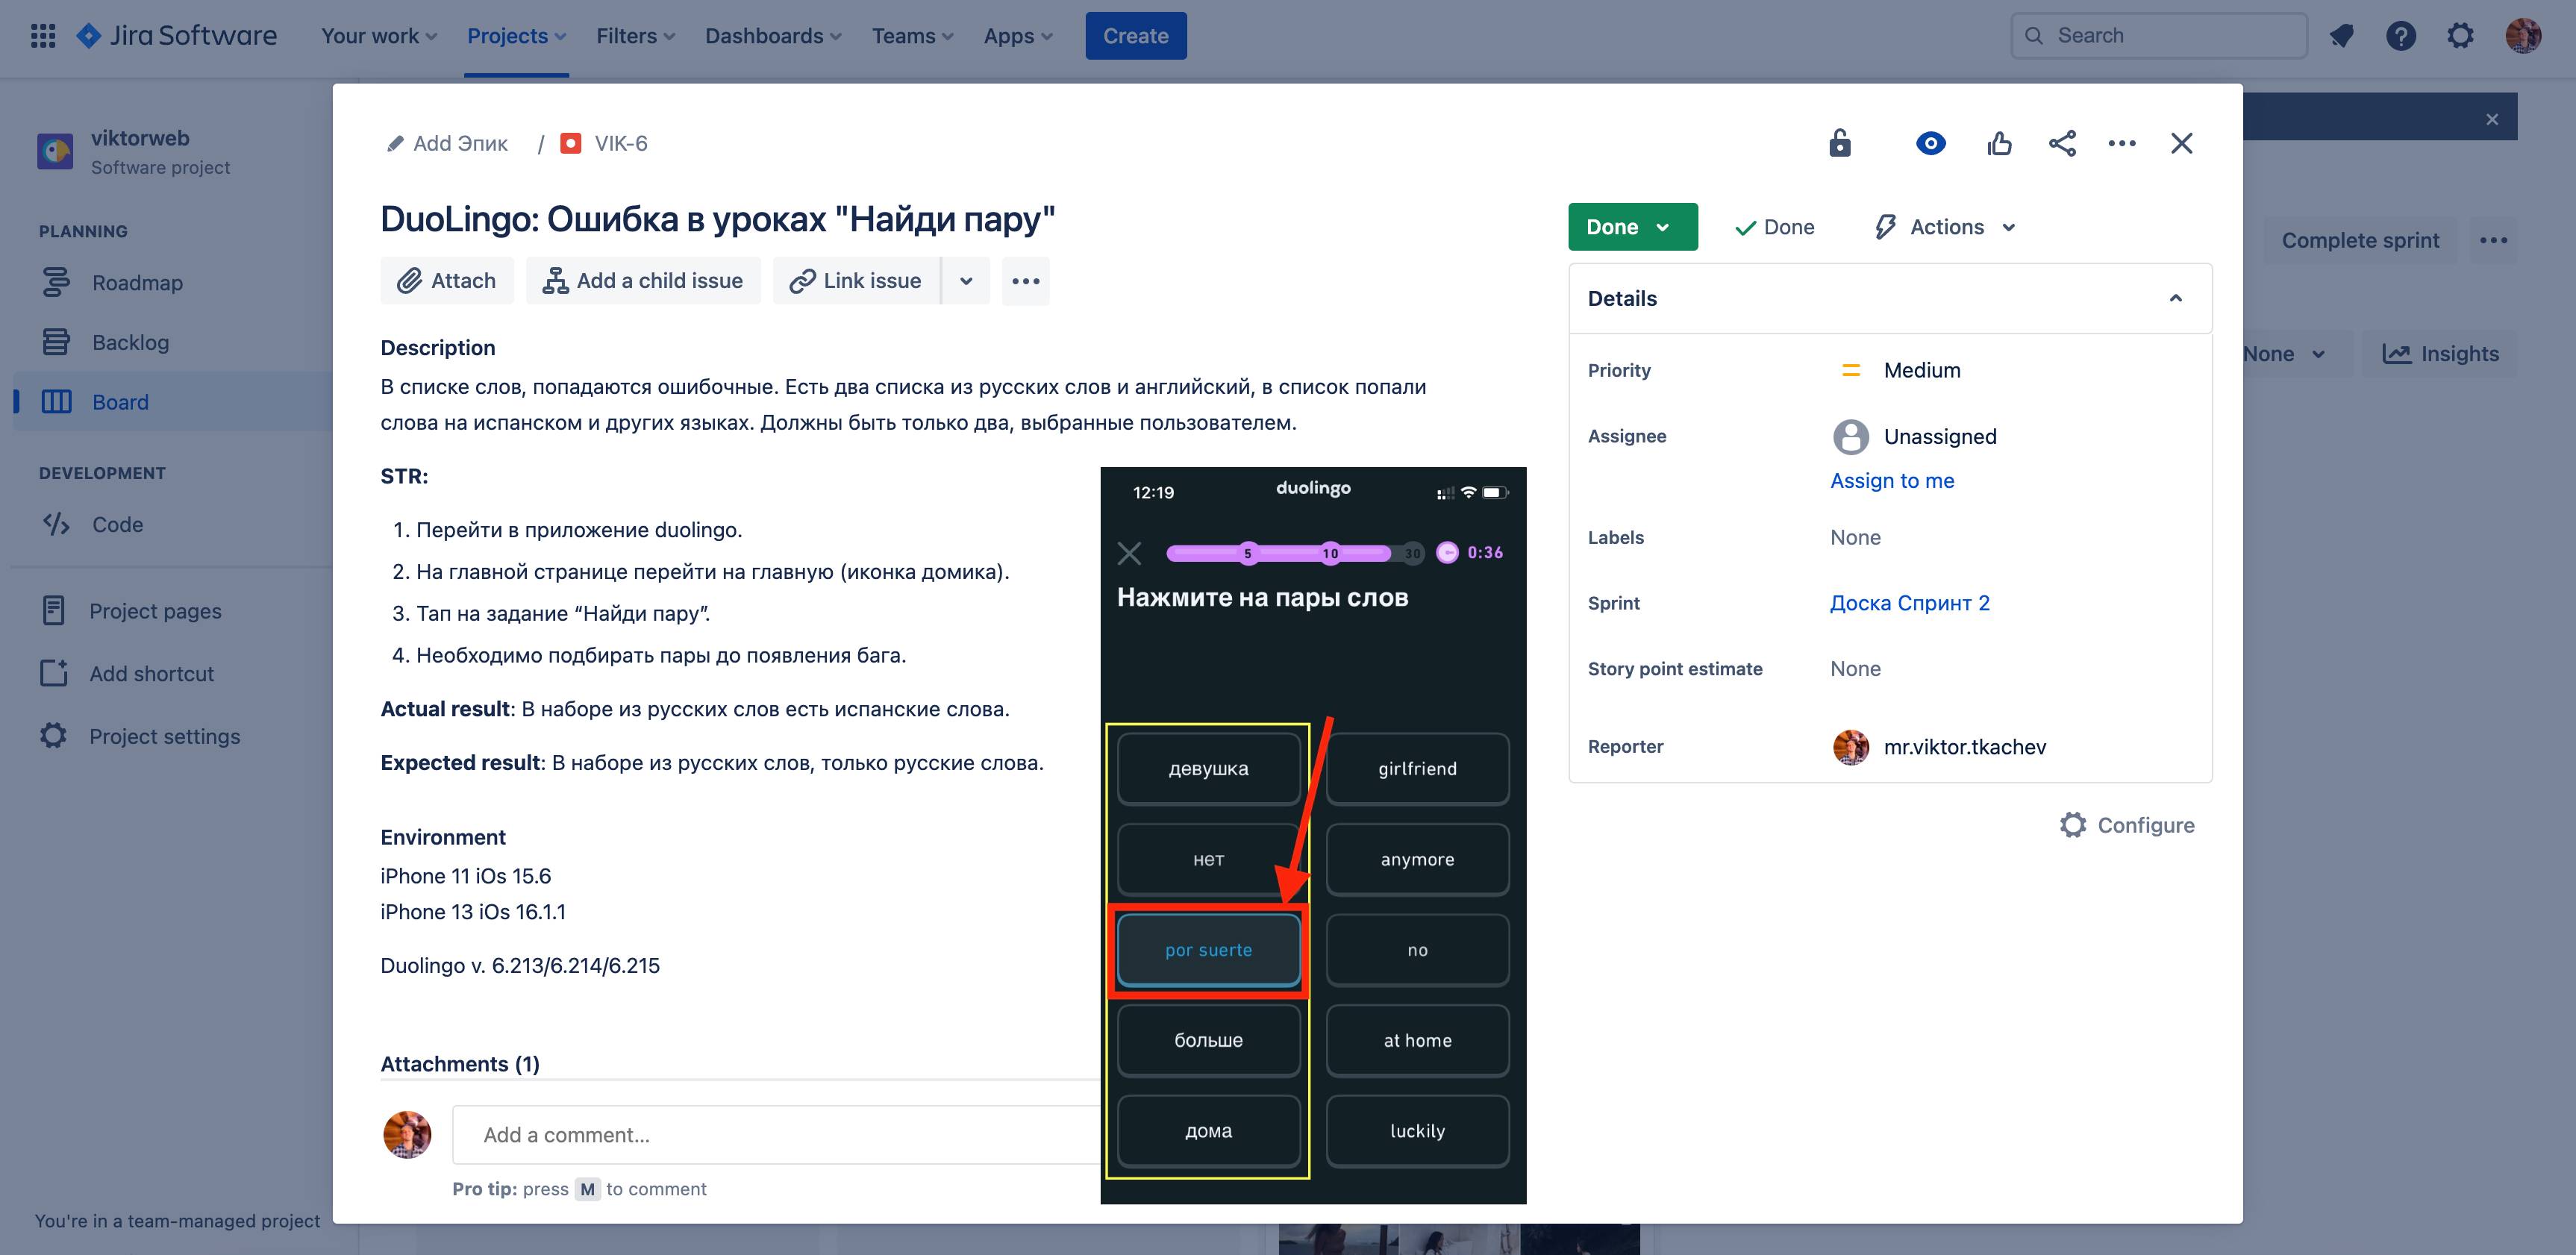 Jira Software
Your work
Projects
Filters
Dashboards
Teams
Apps
Create
Search
viktorweb
Software project
PLANNING
Roadmap
Backlog
Board
DEVELOPMENT
Code
Project pages
Add shortcut
Project settings
You're in a team-managed project
Add Эпик / VIK-6
DuoLingo: Ошибка в уроках "Найди пару"
Attach
Add a child issue
Link issue
Description
В списке слов, попадаются ошибочные. Есть два списка из русских слов и английский, в список попали
слова на испанском и других языках. Должны быть только два, выбранные пользователем.
STR:
1. Перейти в приложение duolingo.
2. На главной странице перейти на главную (иконка домика).
3. Тап на задание “Найди пару”.
4. Необходимо подбирать пары до появления бага.
Actual result: В наборе из русских слов есть испанские слова.
Expected result: В наборе из русских слов, только русские слова.
Environment
iPhone 11 iOs 15.6
iPhone 13 iOs 16.1.1
Duolingo v. 6.213/6.214/6.215
Attachments (1)
Add a comment...
Pro tip: press M to comment
12:19
duolingo
5
10
30
0:36
Нажмите на пары слов
девушка
girlfriend
нет
anymore
por suerte
no
больше
at home
дома
luckily
Done
Done
Actions
Details
Priority
Medium
Assignee
Unassigned
Assign to me
Labels
None
Sprint
Доска Спринт 2
Story point estimate
None
Reporter
mr.viktor.tkachev
Configure
Complete sprint
None
Insights